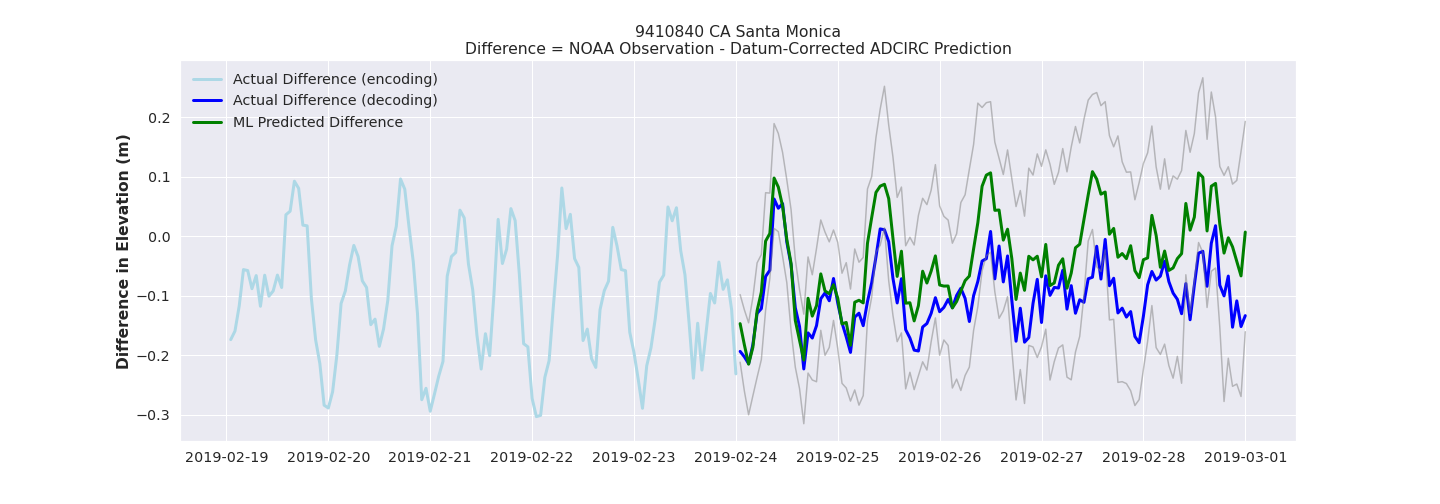 9410840 CA Santa Monica
Difference = NOAA Observation - Datum-Corrected ADCIRC Prediction
Actual Difference (encoding)
Actual Difference (decoding)
ML Predicted Difference
Difference in Elevation (m)
0.2
0.1
0.0
−0.1
−0.2
−0.3
2019-02-19 2019-02-20 2019-02-21 2019-02-22 2019-02-23 2019-02-24 2019-02-25 2019-02-26 2019-02-27 2019-02-28 2019-03-01